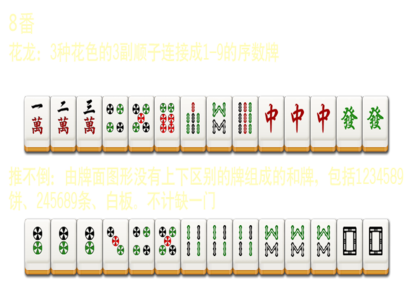 8番
花龙：3种花色的3副顺子连接成1-9的序数牌
一 二 三 中 中 中 發 發
萬 萬 萬
推不倒：由牌面图形没有上下区别的牌组成的和牌，包括1234589
饼、245689条、白板。不计缺一门